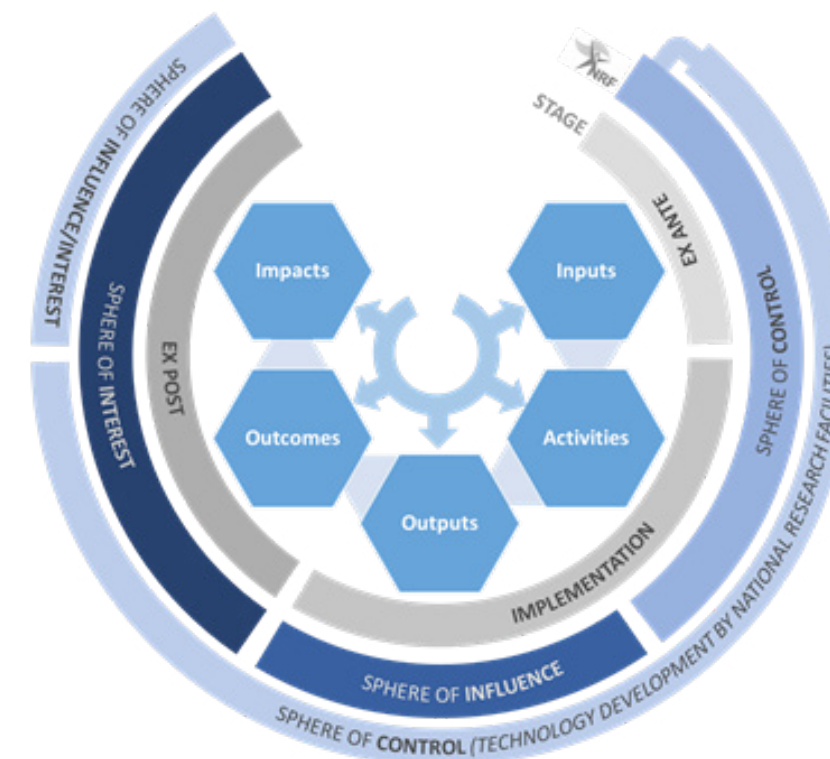 NRF
STAGE
EX ANTE
IMPLEMENTATION
EX POST
SPHERE OF CONTROL
SPHERE OF INFLUENCE
SPHERE OF INTEREST
SPHERE OF CONTROL (TECHNOLOGY DEVELOPMENT BY NATIONAL RESEARCH FACILITIES)
SPHERE OF INFLUENCE/INTEREST
Inputs
Activities
Outputs
Outcomes
Impacts